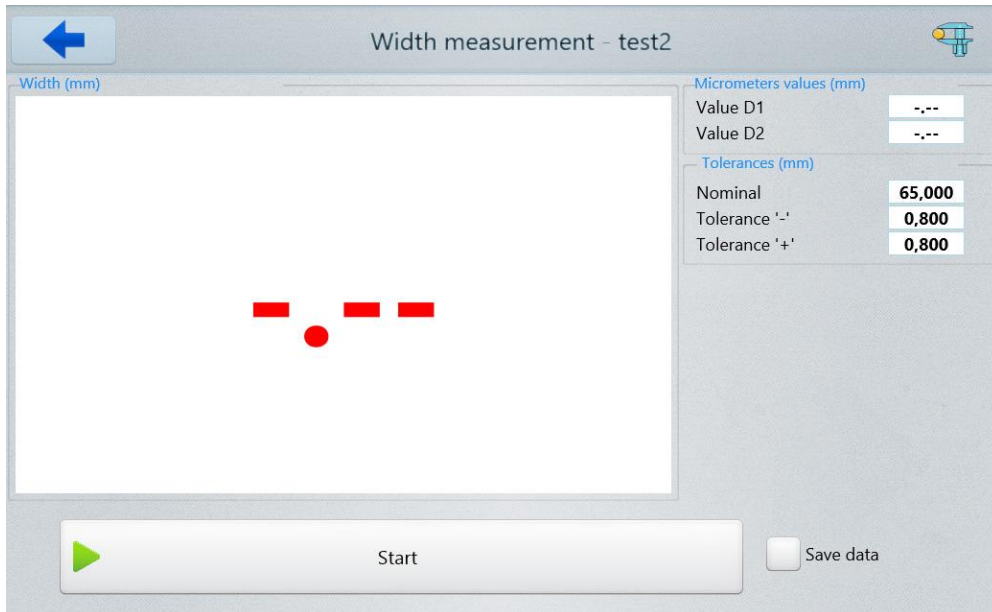 Width measurement - test2
Width (mm)
-.--
Micrometers values (mm)
Value D1 -.--
Value D2 -.--
Tolerances (mm)
Nominal 65,000
Tolerance '-' 0,800
Tolerance '+' 0,800
Start
Save data